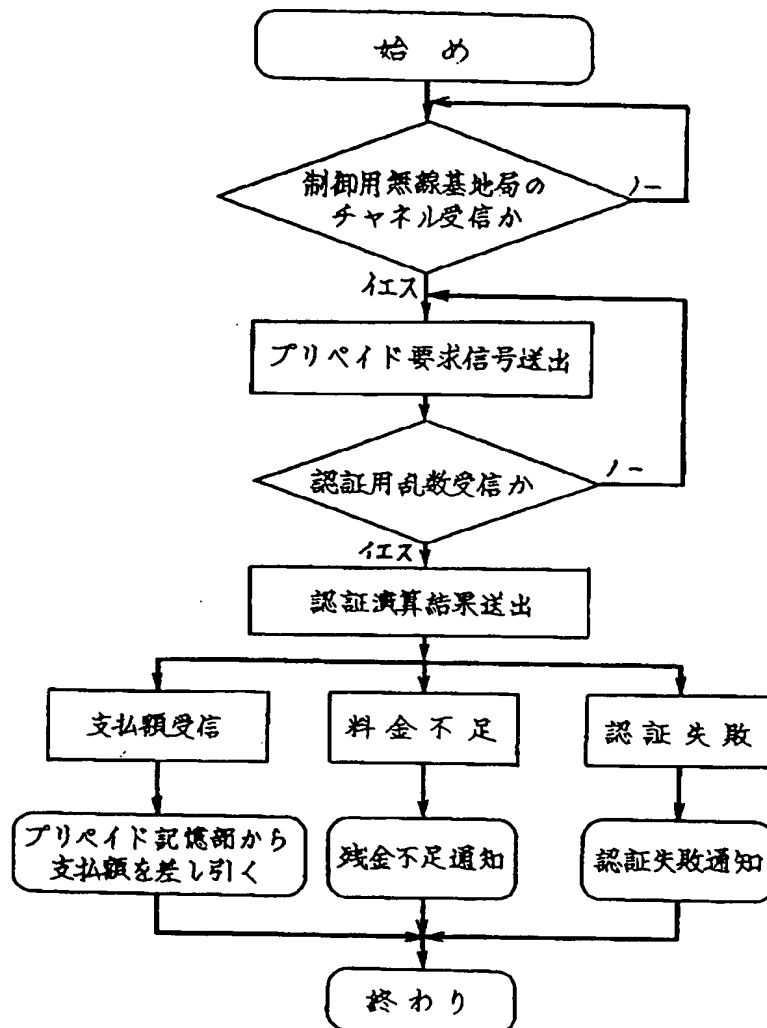 始め
制御用無線基地局の
チャネル受信か
ノー
イエス
プリペイド要求信号送出
認証用乱数受信か
ノー
イエス
認証演算結果送出
支払額受信
料金不足
認証失敗
プリペイド記憶部から
支払額を差し引く
残金不足通知
認証失敗通知
終わり